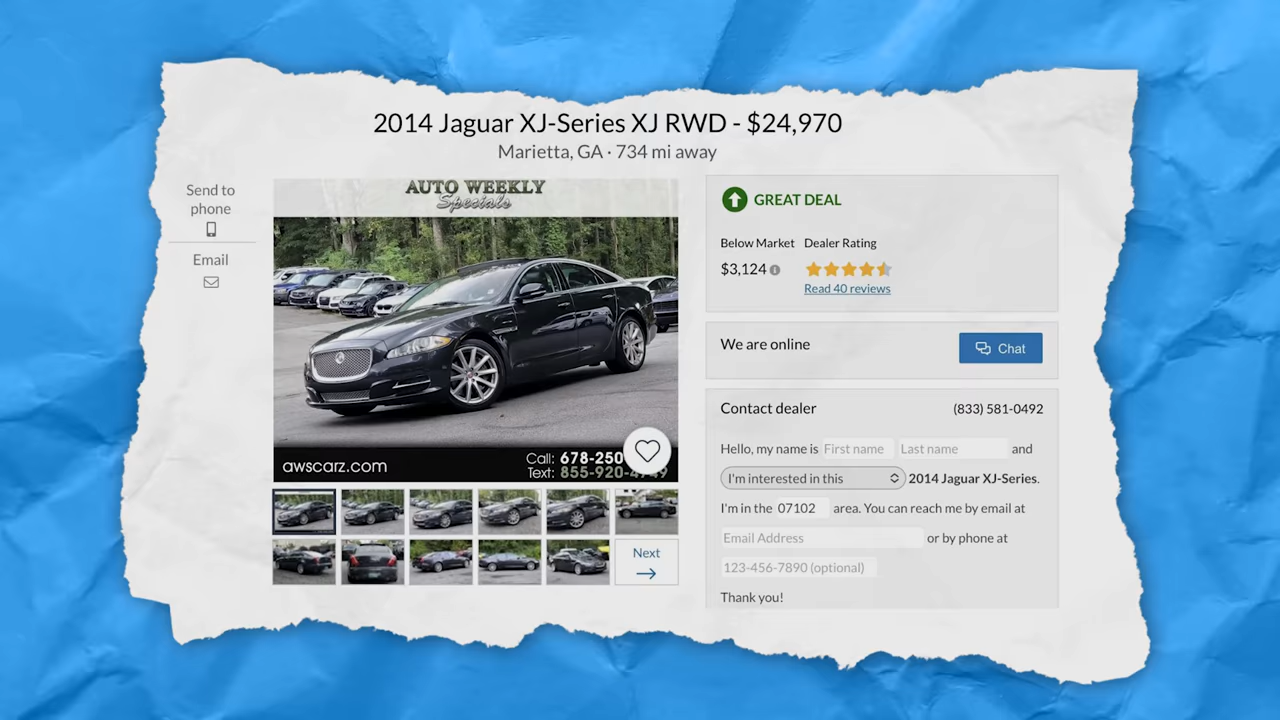 2014 Jaguar XJ-Series XJ RWD - $24,970
Marietta, GA · 734 mi away
Send to
phone
Email
AUTO WEEKLY
Specials
awscarz.com
Call: 678-250
Text: 855-920-
Next
GREAT DEAL
Below Market Dealer Rating
$3,124
Read 40 reviews
We are online
Chat
Contact dealer (833) 581-0492
Hello, my name is First name Last name and
I'm interested in this 2014 Jaguar XJ-Series.
I'm in the 07102 area. You can reach me by email at
Email Address or by phone at
123-456-7890 (optional)
Thank you!